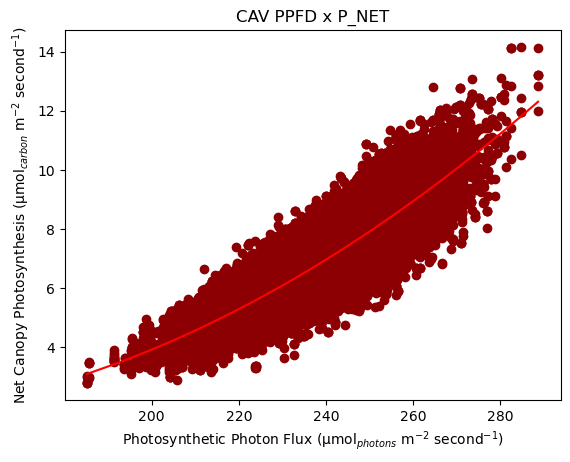 CAV PPFD x P_NET
Net Canopy Photosynthesis (μmol_carbon m⁻² second⁻¹)
14
12
10
8
6
4
200 220 240 260 280
Photosynthetic Photon Flux (μmol_photons m⁻² second⁻¹)